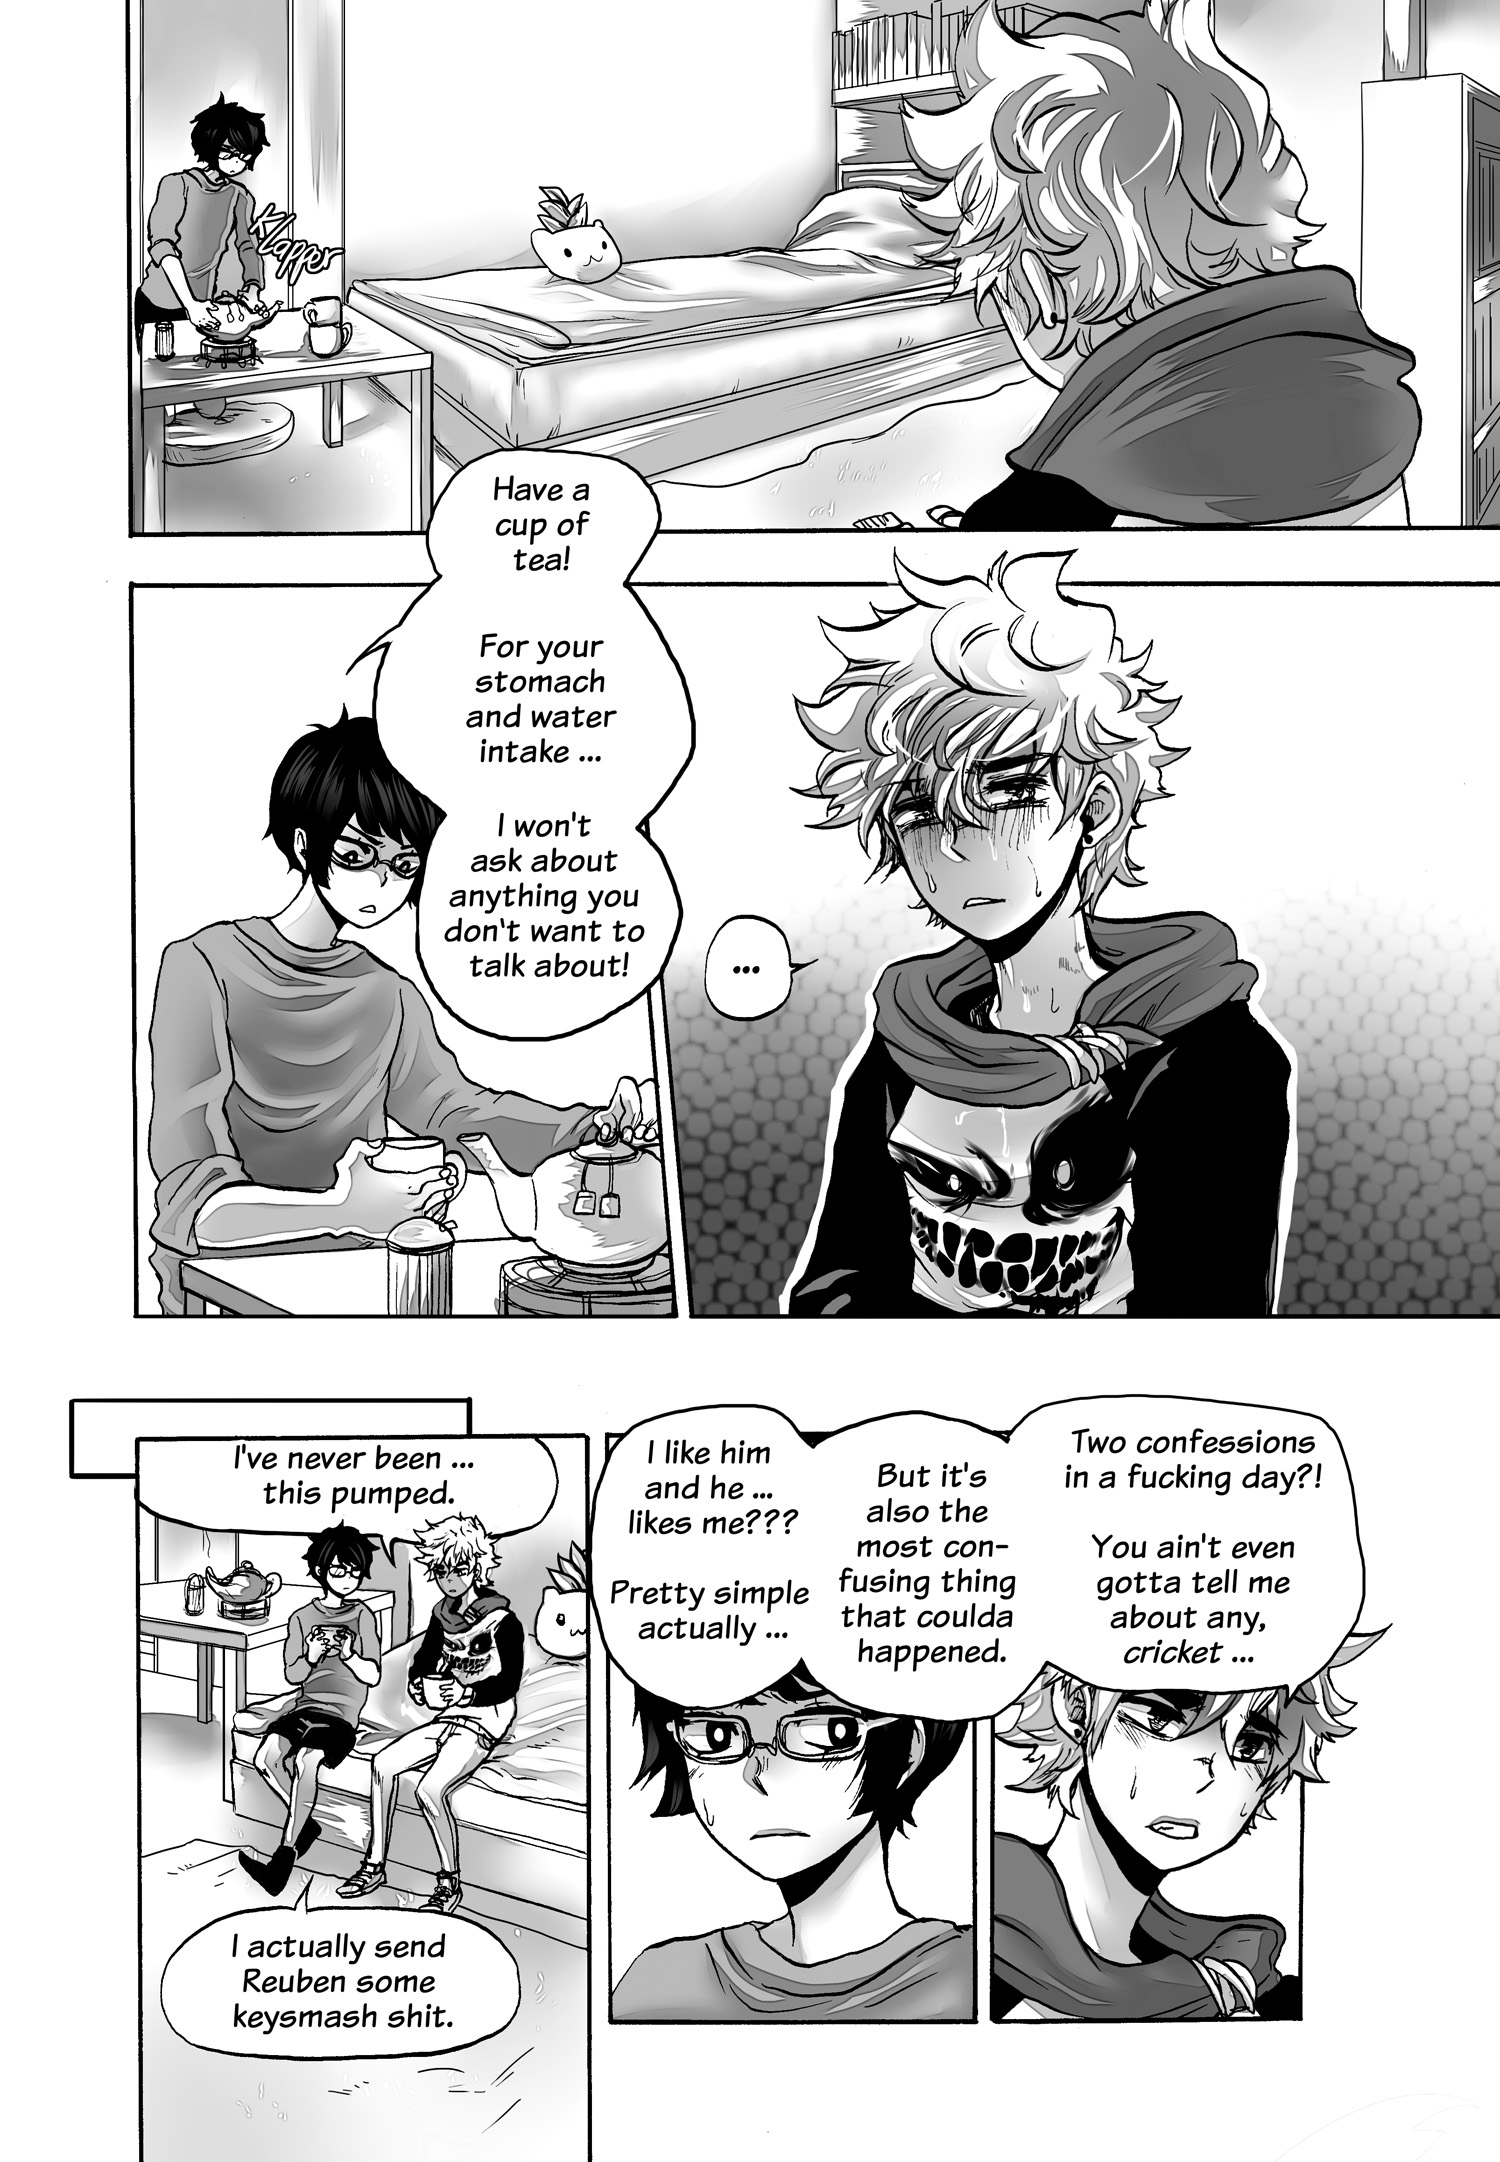 Klapper
Have a
cup of
tea!
For your
stomach
and water
intake ...
I won't
ask about
anything you
don't want to
talk about!
...
I've never been ...
this pumped.
I actually send
Reuben some
keysmash shit.
I like him
and he ...
likes me???
Pretty simple
actually ...
But it's
also the
most con-
fusing thing
that coulda
happened.
Two confessions
in a fucking day?!
You ain't even
gotta tell me
about any,
cricket ...